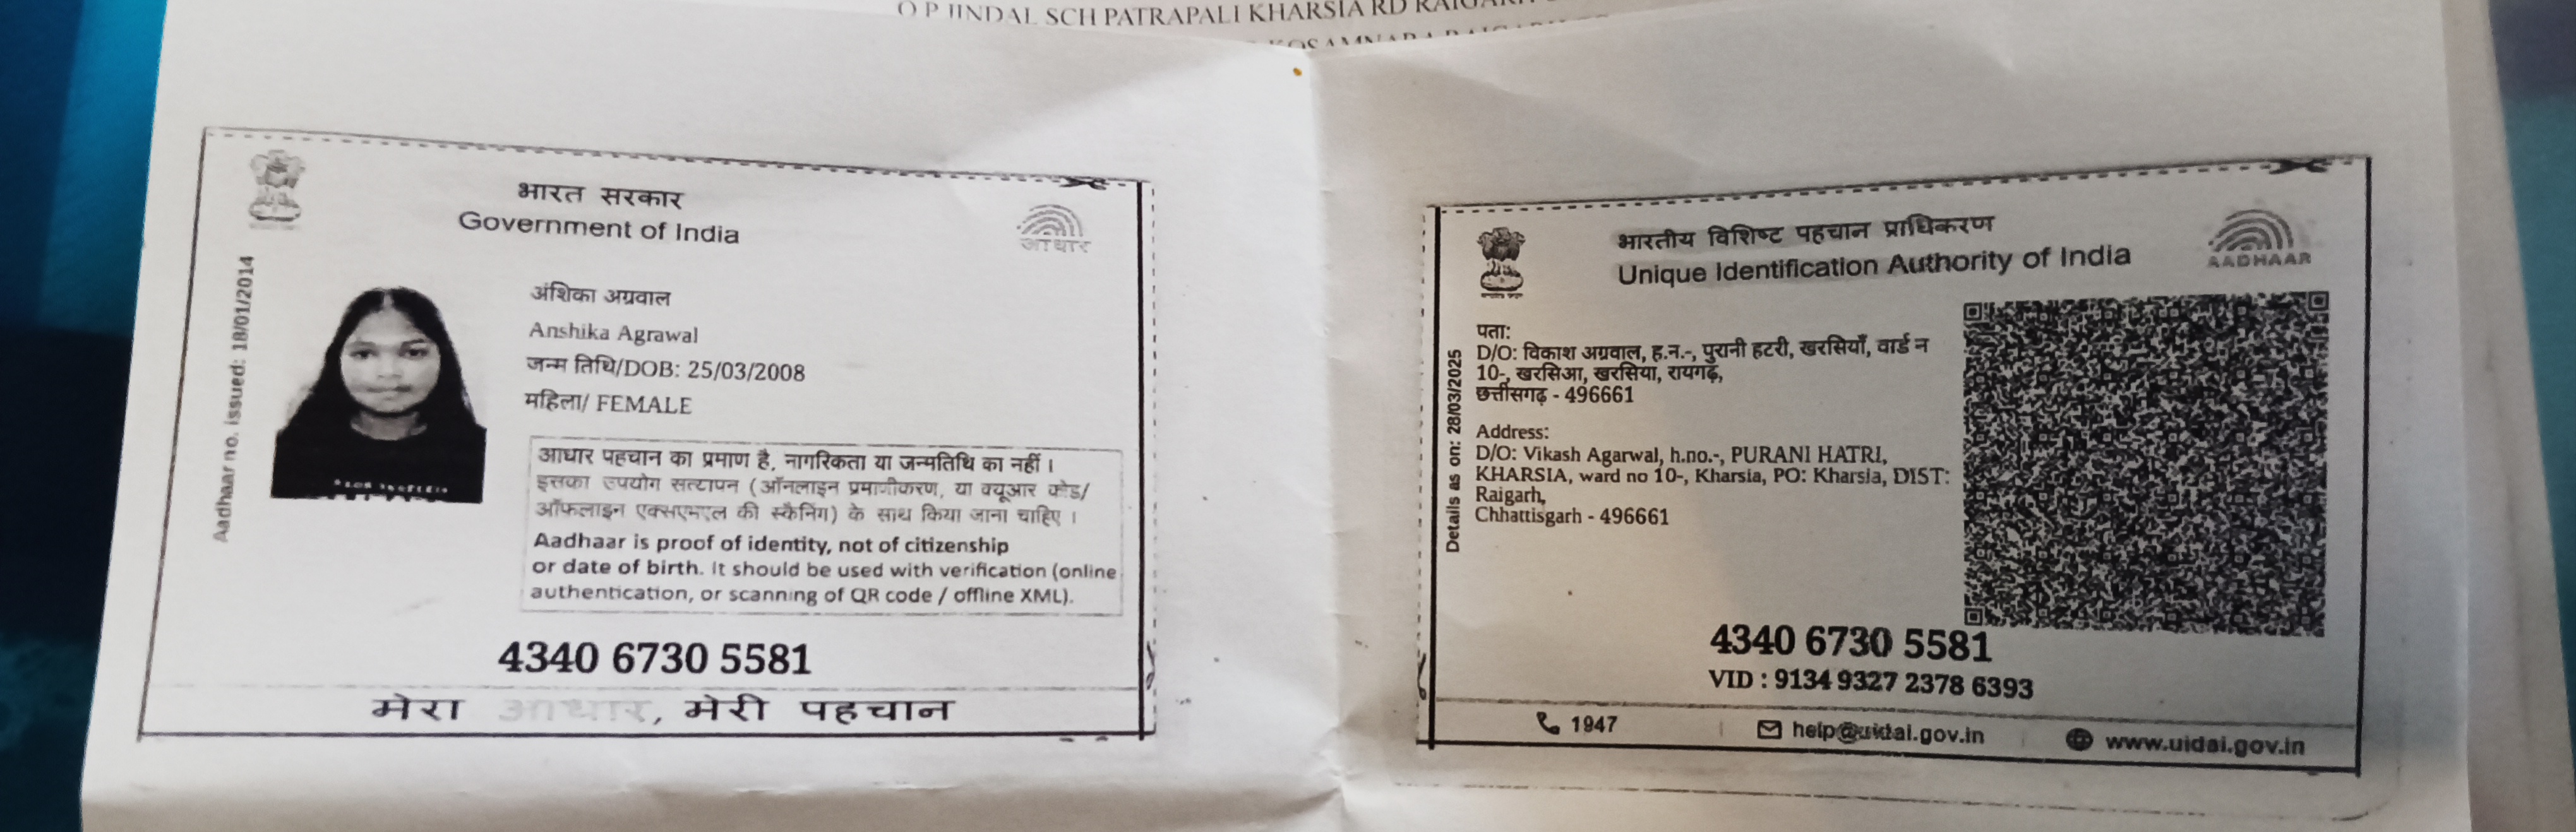 O P JINDAL SCH PATRAPALI KHARSIA RD
भारत सरकार
Government of India
आधार
Aadhaar no. issued: 18/01/2014
अंशिका अग्रवाल
Anshika Agrawal
जन्म तिथि/DOB: 25/03/2008
महिला/ FEMALE
आधार पहचान का प्रमाण है, नागरिकता या जन्मतिथि का नहीं ।
इसका उपयोग सत्यापन (ऑनलाइन प्रमाणीकरण, या क्यूआर कोड/
ऑफलाइन एक्सएमएल की स्कैनिंग) के साथ किया जाना चाहिए ।
Aadhaar is proof of identity, not of citizenship
or date of birth. It should be used with verification (online
authentication, or scanning of QR code / offline XML).
4340 6730 5581
मेरा आधार, मेरी पहचान
भारतीय विशिष्ट पहचान प्राधिकरण
Unique Identification Authority of India
AADHAAR
Details as on: 28/03/2025
पता:
D/O: विकाश अग्रवाल, ह.न.-, पुरानी हटरी, खरसियाँ, वार्ड न
10-, खरसिआ, खरसिया, रायगढ़,
छत्तीसगढ़ - 496661
Address:
D/O: Vikash Agarwal, h.no.-, PURANI HATRI,
KHARSIA, ward no 10-, Kharsia, PO: Kharsia, DIST:
Raigarh,
Chhattisgarh - 496661
4340 6730 5581
VID : 9134 9327 2378 6393
1947
help@uidai.gov.in
www.uidai.gov.in